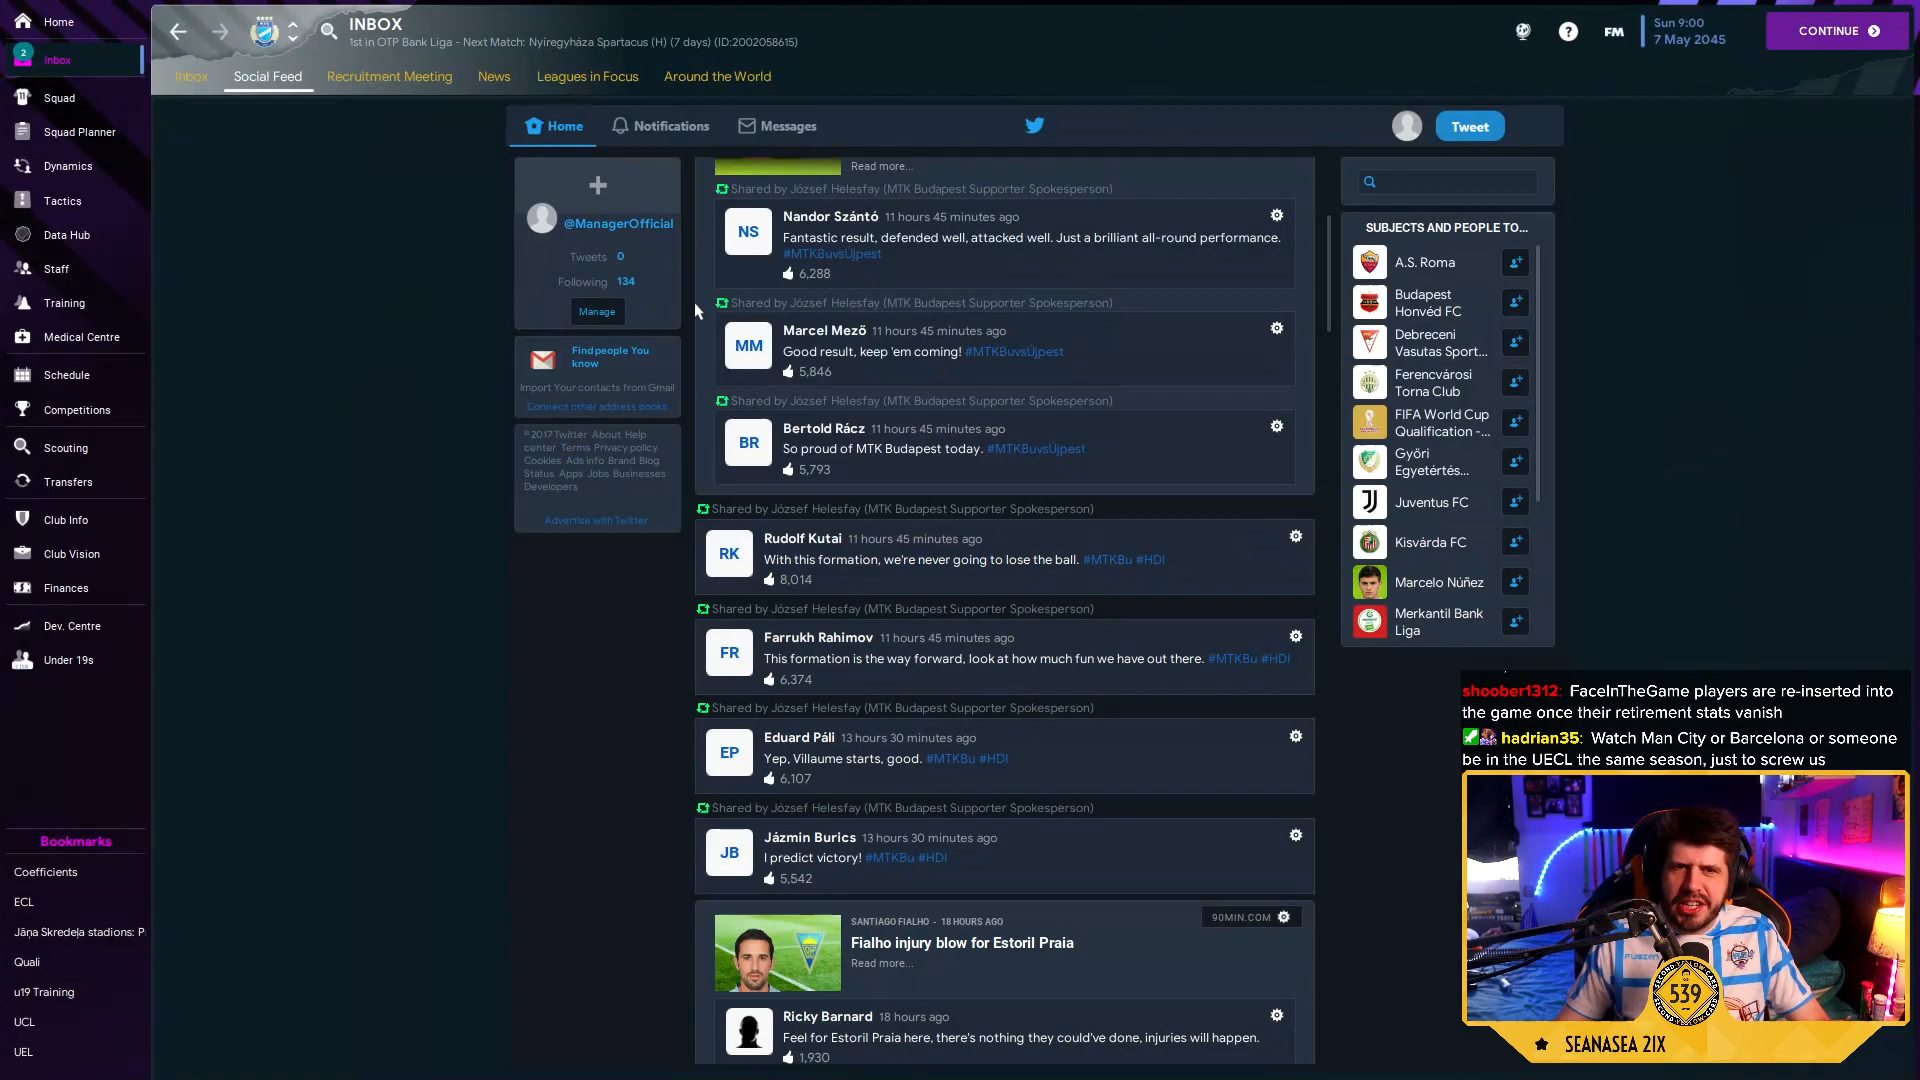 Home
2
Inbox
Squad
Squad Planner
Dynamics
Tactics
Data Hub
Staff
Training
Medical Centre
Schedule
Competitions
Scouting
Transfers
Club Info
Club Vision
Finances
Dev. Centre
Under 19s
Bookmarks
Coefficients
ECL
Jāņa Skredeļa stadions: P
Quali
u19 Training
UCL
UEL
INBOX
1st in OTP Bank Liga - Next Match: Nyíregyháza Spartacus (H) (7 days) (ID:2002058615)
FM
Sun 9:00
7 May 2045
CONTINUE
Inbox
Social Feed
Recruitment Meeting
News
Leagues in Focus
Around the World
Home
Notifications
Messages
Tweet
@ManagerOfficial
Tweets 0
Following 134
Manage
Find people You
know
Import Your contacts from Gmail
Connect other address books
© 2017 Twitter About Help
center Terms Privacy policy
Cookies Ads info Brand Blog
Status Apps Jobs Businesses
Developers
Advertise with Twitter
Read more...
Shared by József Helesfay (MTK Budapest Supporter Spokesperson)
NS
Nandor Szántó 11 hours 45 minutes ago
Fantastic result, defended well, attacked well. Just a brilliant all-round performance.
#MTKBuvsÚjpest
6,288
Shared by József Helesfay (MTK Budapest Supporter Spokesperson)
MM
Marcel Mező 11 hours 45 minutes ago
Good result, keep 'em coming! #MTKBuvsÚjpest
5,846
Shared by József Helesfay (MTK Budapest Supporter Spokesperson)
BR
Bertold Rácz 11 hours 45 minutes ago
So proud of MTK Budapest today. #MTKBuvsÚjpest
5,793
Shared by József Helesfay (MTK Budapest Supporter Spokesperson)
RK
Rudolf Kutai 11 hours 45 minutes ago
With this formation, we're never going to lose the ball. #MTKBu #HDI
8,014
Shared by József Helesfay (MTK Budapest Supporter Spokesperson)
FR
Farrukh Rahimov 11 hours 45 minutes ago
This formation is the way forward, look at how much fun we have out there. #MTKBu #HDI
6,374
Shared by József Helesfay (MTK Budapest Supporter Spokesperson)
EP
Eduard Páli 13 hours 30 minutes ago
Yep, Villaume starts, good. #MTKBu #HDI
6,107
Shared by József Helesfay (MTK Budapest Supporter Spokesperson)
JB
Jázmin Burics 13 hours 30 minutes ago
I predict victory! #MTKBu #HDI
5,542
SANTIAGO FIALHO - 18 HOURS AGO
90MIN.COM
Fialho injury blow for Estoril Praia
Read more...
Ricky Barnard 18 hours ago
Feel for Estoril Praia here, there's nothing they could've done, injuries will happen.
1,930
SUBJECTS AND PEOPLE TO...
A.S. Roma
Budapest
Honvéd FC
Debreceni
Vasutas Sport...
Ferencvárosi
Torna Club
FIFA World Cup
Qualification -...
Győri
Egyetértés...
Juventus FC
Kisvárda FC
Marcelo Núñez
Merkantil Bank
Liga
shoober1312: FaceInTheGame players are re-inserted into
the game once their retirement stats vanish
hadrian35: Watch Man City or Barcelona or someone
be in the UECL the same season, just to screw us
539
SEANASEA 21X